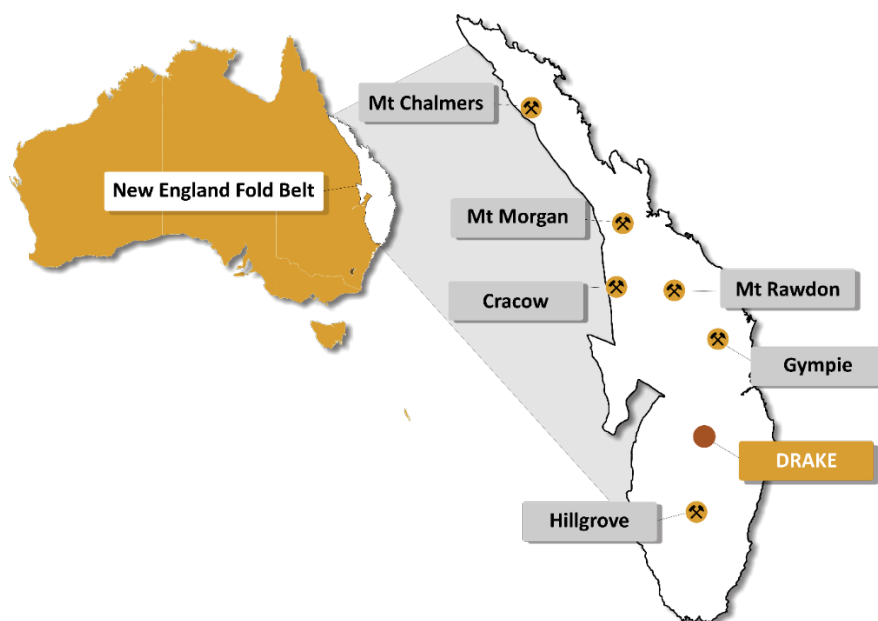 Mt Chalmers
New England Fold Belt
Mt Morgan
Cracow
Mt Rawdon
Gympie
DRAKE
Hillgrove